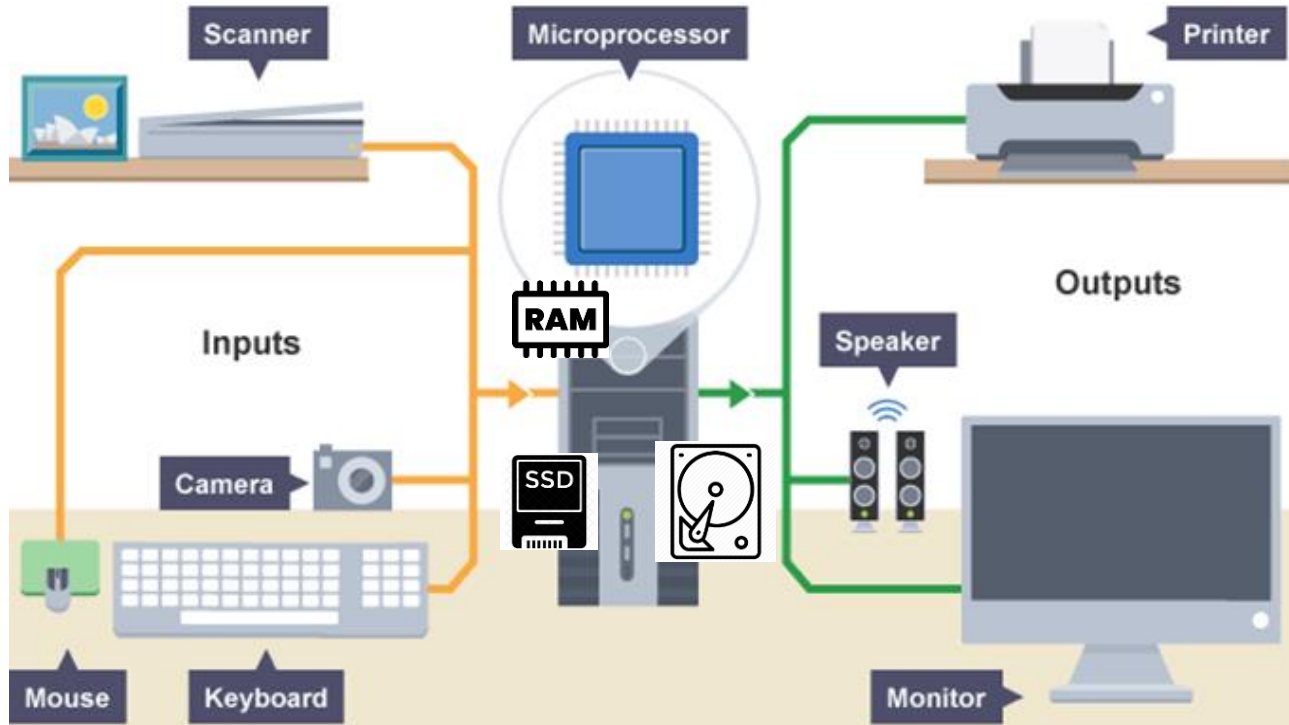 Scanner
Microprocessor
Printer
Inputs
RAM
Outputs
Speaker
Camera
SSD
Mouse
Keyboard
Monitor